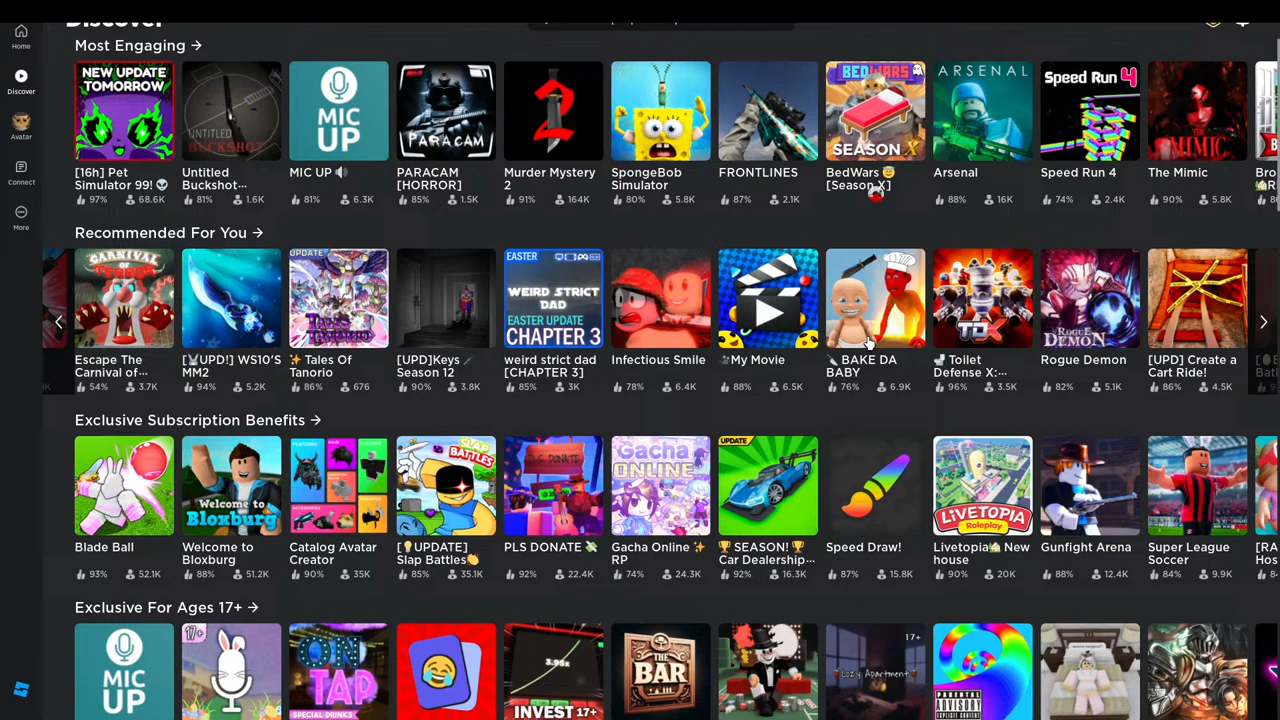 Discover
Home
Discover
Avatar
Connect
More
Most Engaging →
NEW UPDATE
TOMORROW
UNTITLED
BUCKSHOT
MIC
UP
PARACAM
2
BEDWARS
SEASON X
ARSENAL
Speed Run 4
THE
MIMIC
[16h] Pet
Simulator 99! 👽
97% 68.6K
Untitled
Buckshot...
81% 1.6K
MIC UP 🔊
81% 6.3K
PARACAM
[HORROR]
85% 1.5K
Murder Mystery
2
91% 164K
SpongeBob
Simulator
80% 5.8K
FRONTLINES
87% 2.1K
BedWars 😇
[Season X]
Arsenal
88% 16K
Speed Run 4
74% 2.4K
The Mimic
90% 5.8K
Bro
Recommended For You →
CARNIVAL
OF
TERROR
UPDATE
TALES OF
TANORIO
EASTER
WEIRD STRICT
DAD
EASTER UPDATE
CHAPTER 3
TDX
ROGUE
DEMON
Escape The
Carnival of...
54% 3.7K
[🐰UPD!] WS10'S
MM2
94% 5.2K
✨ Tales Of
Tanorio
86% 676
[UPD]Keys
Season 12
90% 3.8K
weird strict dad
[CHAPTER 3]
85% 3K
Infectious Smile
78% 6.4K
🎥My Movie
88% 6.5K
🔪 BAKE DA
BABY
76% 6.9K
🚽 Toilet
Defense X:...
96% 3.5K
Rogue Demon
82% 5.1K
[UPD] Create a
Cart Ride!
86% 4.5K
Exclusive Subscription Benefits →
Welcome to
Bloxburg
FEATURED
SLAP
BATTLES
PLS DONATE
Gacha
ONLINE
UPDATE
LIVETOPIA
Roleplay
Blade Ball
93% 52.1K
Welcome to
Bloxburg
88% 51.2K
Catalog Avatar
Creator
90% 35K
[💡UPDATE]
Slap Battles👏
85% 35.1K
PLS DONATE 💸
92% 22.4K
Gacha Online ✨
RP
74% 24.3K
🏆 SEASON! 🏆
Car Dealership...
92% 16.3K
Speed Draw!
87% 15.8K
Livetopia🏠 New
house
90% 20K
Gunfight Arena
88% 12.4K
Super League
Soccer
84% 9.9K
Exclusive For Ages 17+ →
MIC
UP
17+
ON
TAP
SPECIAL DRINKS
3.95x
INVEST 17+
THE
BAR
17+
Cozy Apartment
PARENTAL
ADVISORY
EXPLICIT CONTENT